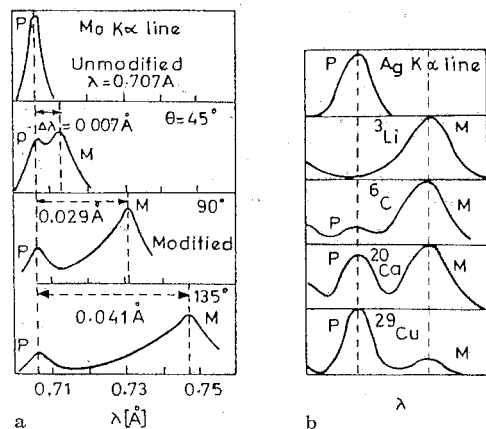 P
Mo Kα line
Unmodified
λ=0.707A
Δλ=0.007Å
θ=45°
P
M
0.029Å
M
90°
P
Modified
135°
0.041Å
M
P
0.71
0.73
0.75
λ[Å]
a
P
Ag Kα line
3Li
M
6C
M
P
20Ca
P
M
29Cu
P
M
λ
b